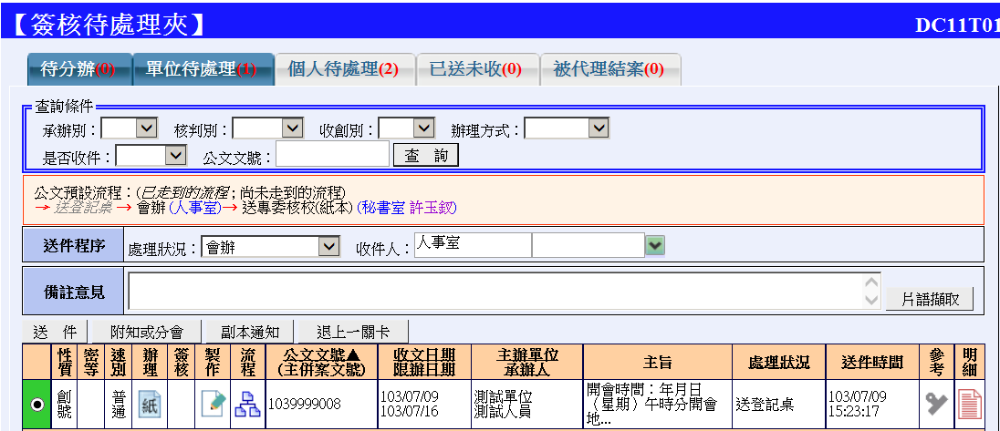 【簽核待處理夾】 DC11T01
待分辦(0) 單位待處理(1) 個人待處理(2) 已送未收(0) 被代理結案(0)
查詢條件
承辦別： 核判別： 收創別： 辦理方式：
是否收件： 公文文號： 查 詢
公文預設流程：(已走到的流程；尚未走到的流程)
→ 送登記桌 → 會辦 (人事室)→ 送專委核校(紙本) (秘書室 許玉釵)
送件程序 處理狀況： 會辦 收件人： 人事室
備註意見 片語擷取
送 件 附知或分會 副本通知 退上一關卡
性質 密等 速別 辦理 簽核 製作 流程 公文文號▲ (主併案文號) 收文日期 限辦日期 主辦單位 承辦人 主旨 處理狀況 送件時間 參考 明細
創號 普通 紙 1039999008 103/07/09 103/07/16 測試單位 測試人員 開會時間：年月日（星期）午時分開會地... 送登記桌 103/07/09 15:23:17